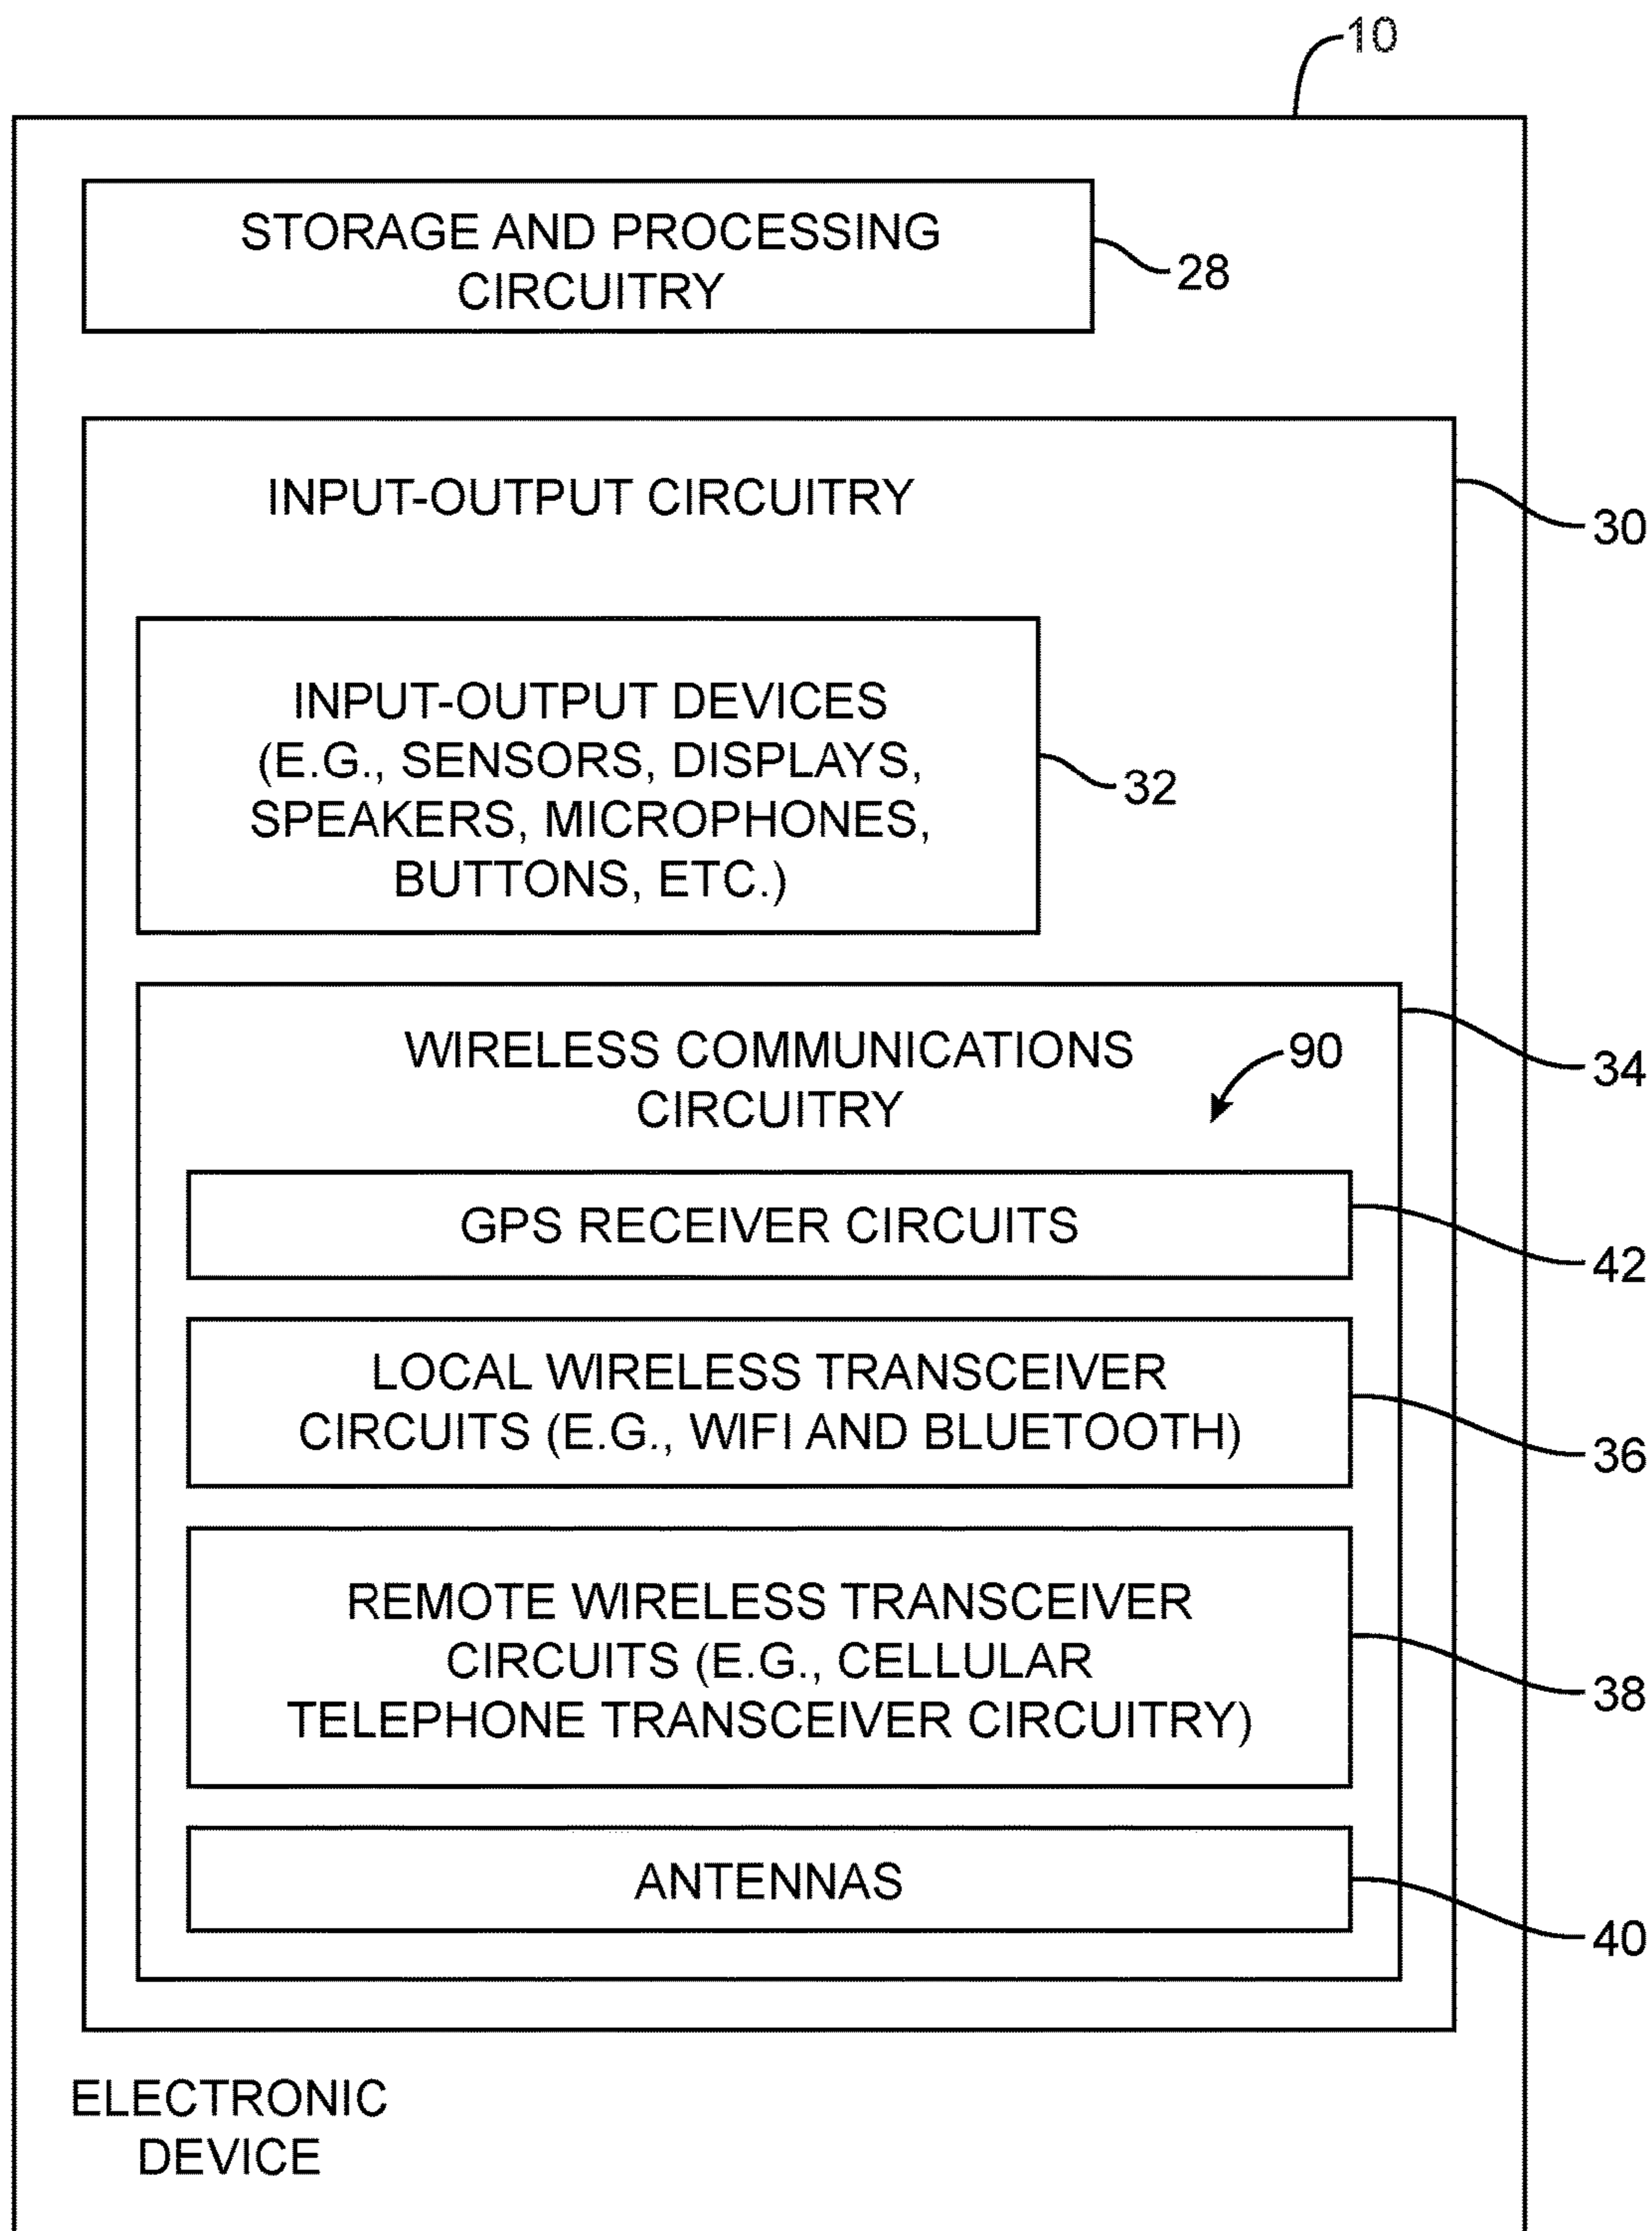 10
STORAGE AND PROCESSING
CIRCUITRY
28
INPUT-OUTPUT CIRCUITRY
30
INPUT-OUTPUT DEVICES
(E.G., SENSORS, DISPLAYS,
SPEAKERS, MICROPHONES,
BUTTONS, ETC.)
32
WIRELESS COMMUNICATIONS
CIRCUITRY
90
34
GPS RECEIVER CIRCUITS
42
LOCAL WIRELESS TRANSCEIVER
CIRCUITS (E.G., WIFI AND BLUETOOTH)
36
REMOTE WIRELESS TRANSCEIVER
CIRCUITS (E.G., CELLULAR
TELEPHONE TRANSCEIVER CIRCUITRY)
38
ANTENNAS
40
ELECTRONIC
DEVICE